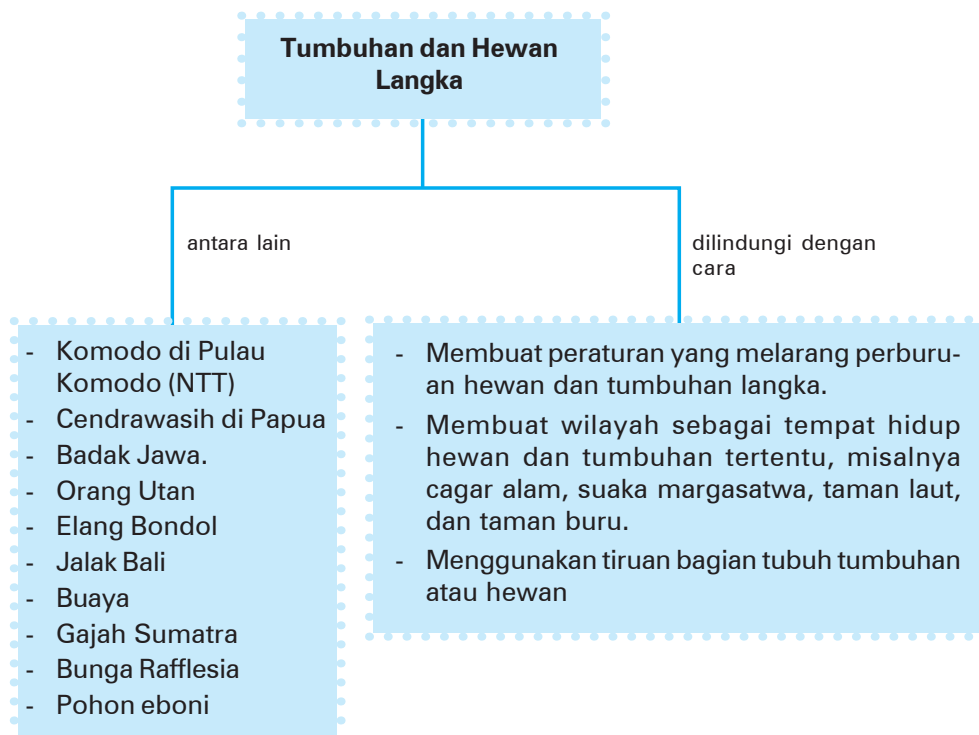 Tumbuhan dan Hewan
Langka
antara lain
dilindungi dengan
cara
- Komodo di Pulau
Komodo (NTT)
- Cendrawasih di Papua
- Badak Jawa.
- Orang Utan
- Elang Bondol
- Jalak Bali
- Buaya
- Gajah Sumatra
- Bunga Rafflesia
- Pohon eboni
- Membuat peraturan yang melarang perburu-
an hewan dan tumbuhan langka.
- Membuat wilayah sebagai tempat hidup
hewan dan tumbuhan tertentu, misalnya
cagar alam, suaka margasatwa, taman laut,
dan taman buru.
- Menggunakan tiruan bagian tubuh tumbuhan
atau hewan